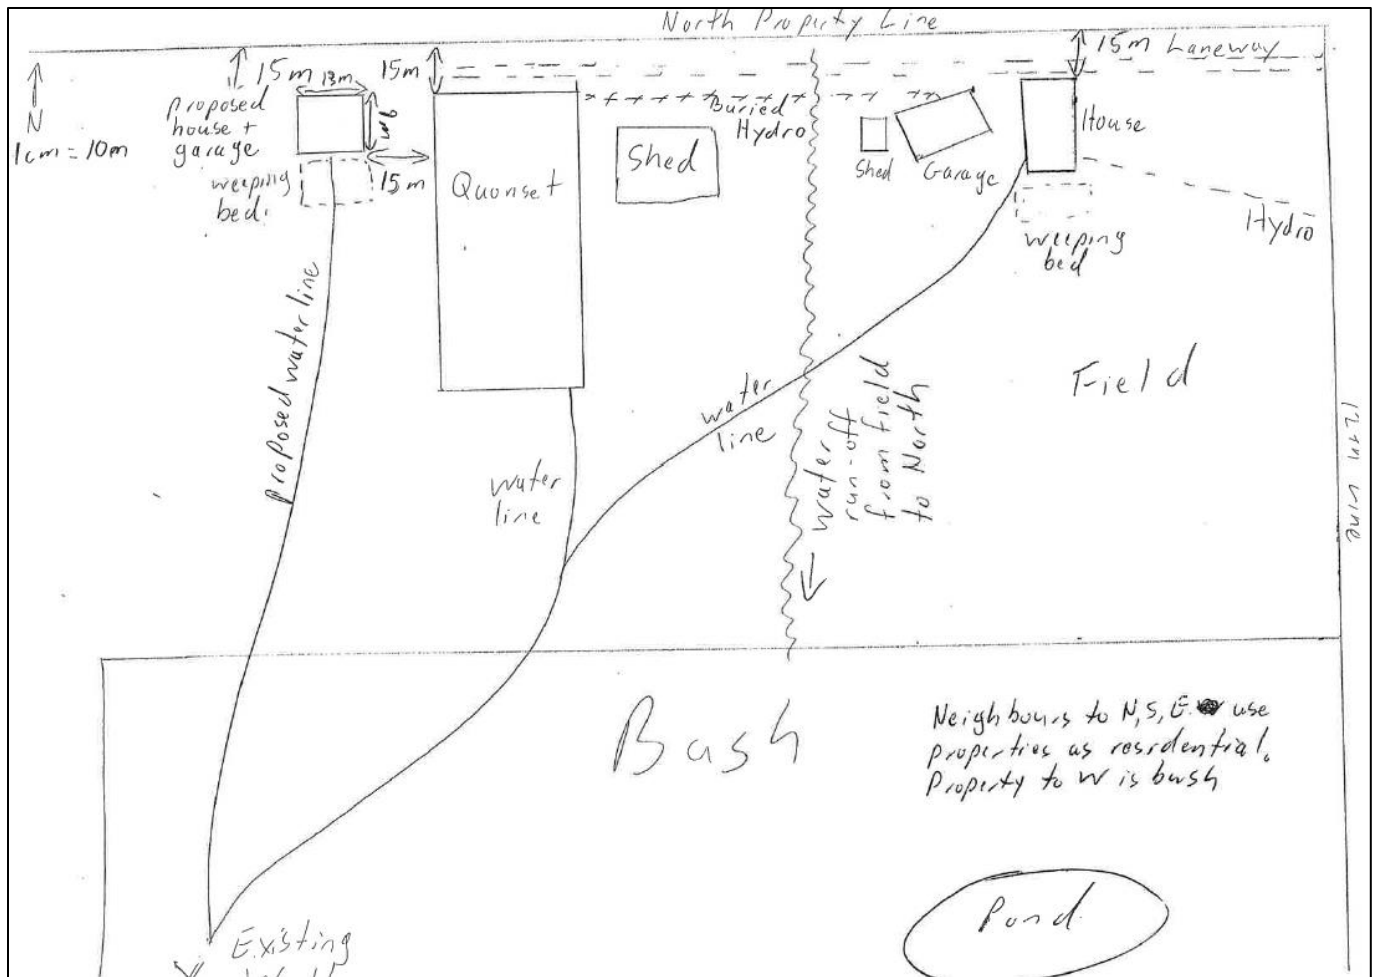 North Property Line
15m Laneway
15m
13m
15m
N
1cm = 10m
proposed
house +
garage
9m
15m
weeping
bed.
Quonset
Buried
Hydro
Shed
Shed
Garage
House
weeping
bed
Hydro
proposed water line
water
line
water
line
water
run-off
from field
to North
Field
12th Line
Bush
Neighbours to N, S, E use
properties as residential.
Property to W is bush
Pond
Existing